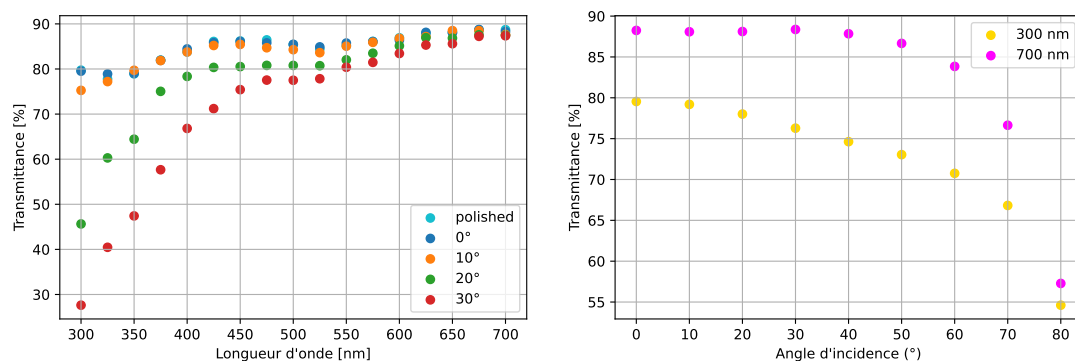 90
80
70
60
50
40
30
300 350 400 450 500 550 600 650 700
Transmittance [%]
Longueur d'onde [nm]
polished
0°
10°
20°
30°
90
85
80
75
70
65
60
55
0 10 20 30 40 50 60 70 80
Transmittance [%]
Angle d'incidence (°)
300 nm
700 nm